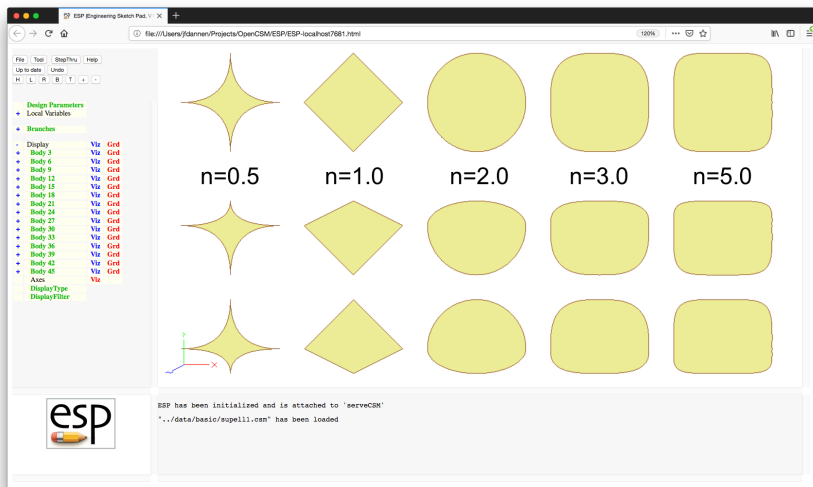 ESP (Engineering Sketch Pad, V
file:///Users/jfdannen/Projects/OpenCSM/ESP/ESP-localhost7681.html
120%
File Tool StepThru Help
Up to date Undo
H L R B T + -
Design Parameters
+ Local Variables
+ Branches
- Display Viz Grd
+ Body 3 Viz Grd
+ Body 6 Viz Grd
+ Body 9 Viz Grd
+ Body 12 Viz Grd
+ Body 15 Viz Grd
+ Body 18 Viz Grd
+ Body 21 Viz Grd
+ Body 24 Viz Grd
+ Body 27 Viz Grd
+ Body 30 Viz Grd
+ Body 33 Viz Grd
+ Body 36 Viz Grd
+ Body 39 Viz Grd
+ Body 42 Viz Grd
+ Body 45 Viz Grd
Axes Viz
DisplayType
DisplayFilter
n=0.5 n=1.0 n=2.0 n=3.0 n=5.0
esp
ESP has been initialized and is attached to 'serveCSM'
"../data/basic/supell1.csm" has been loaded